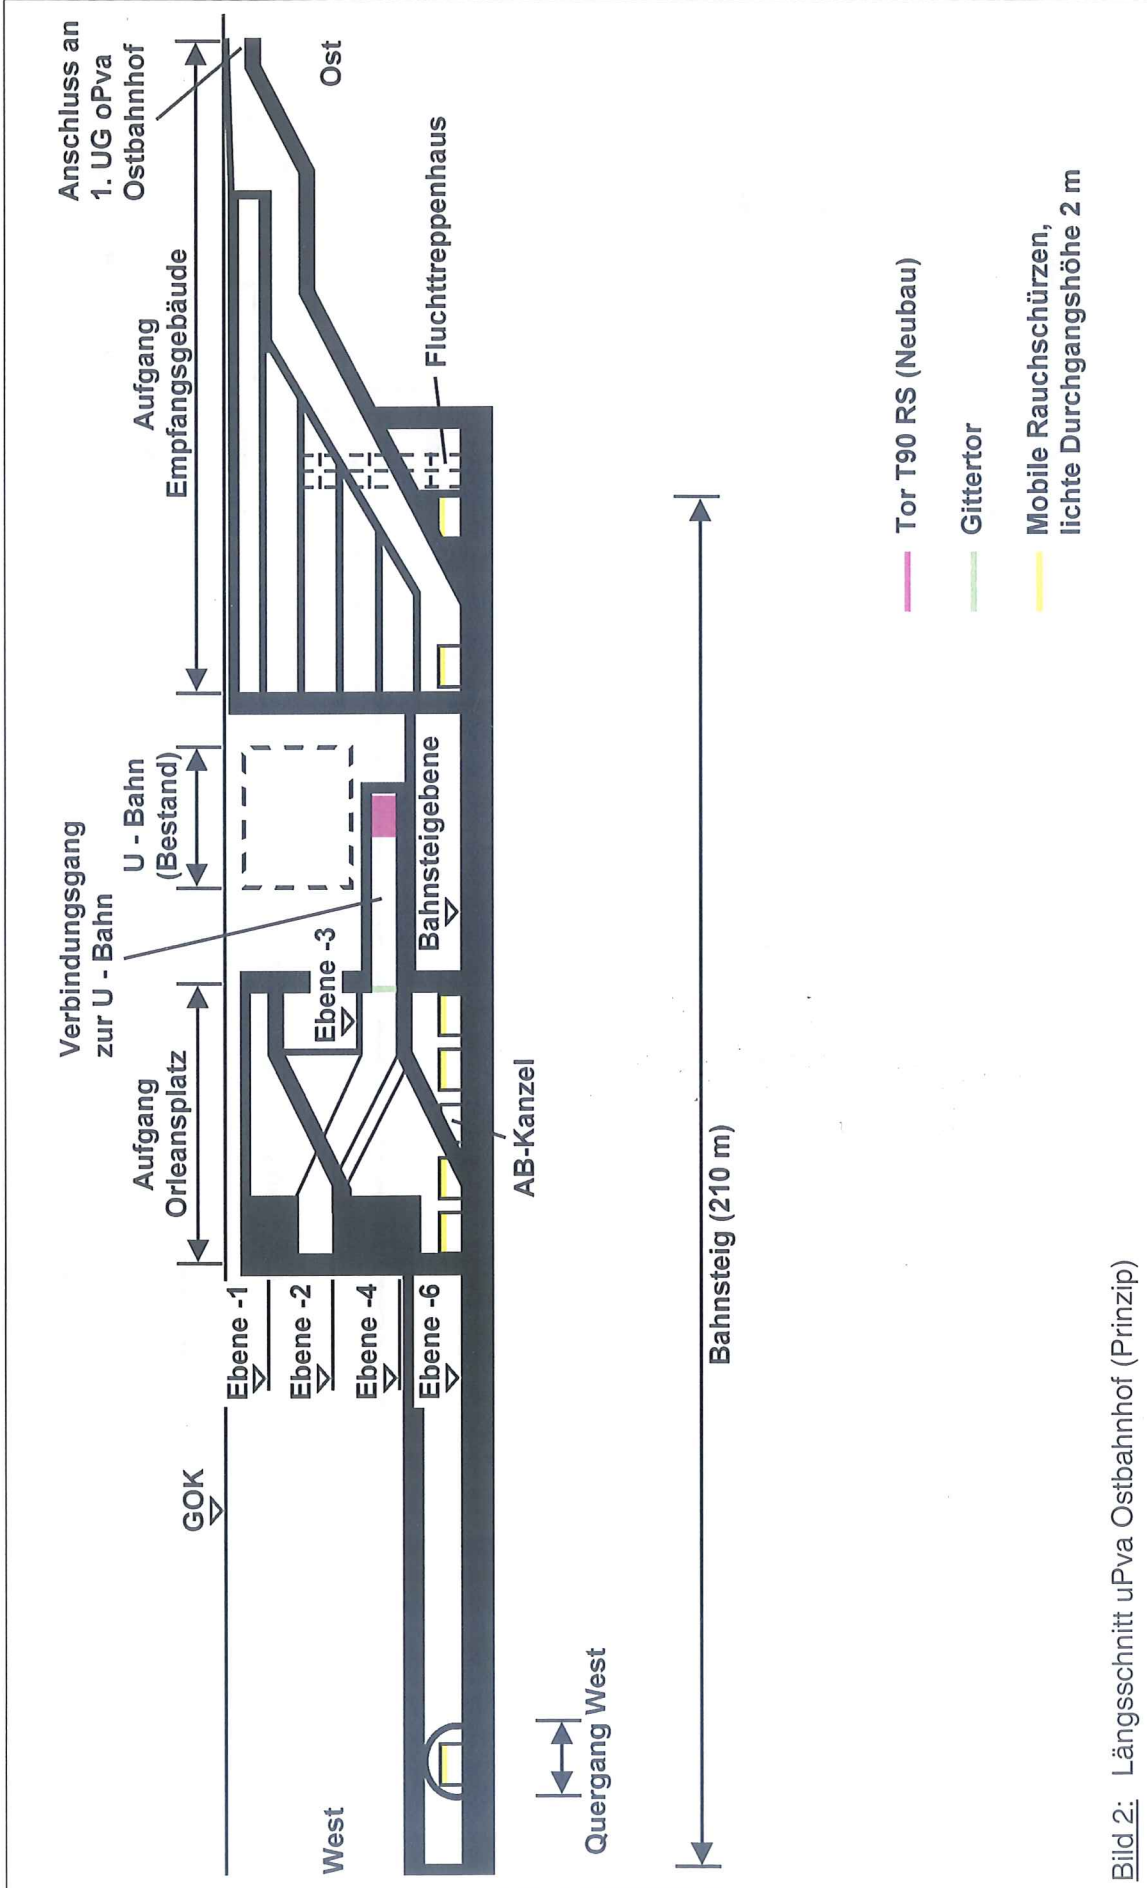 West
GOK
Ebene -1
Ebene -2
Ebene -4
Ebene -6
Aufgang
Orleansplatz
Verbindungsgang
zur U - Bahn
Ebene -3
U - Bahn
(Bestand)
Bahnsteigebene
Aufgang
Empfangsgebäude
Anschluss an
1. UG oPva
Ostbahnhof
Ost
Fluchttreppenhaus
AB-Kanzel
Quergang West
Bahnsteig (210 m)
Tor T90 RS (Neubau)
Gittertor
Mobile Rauchschürzen,
lichte Durchgangshöhe 2 m
Bild 2: Längsschnitt uPva Ostbahnhof (Prinzip)